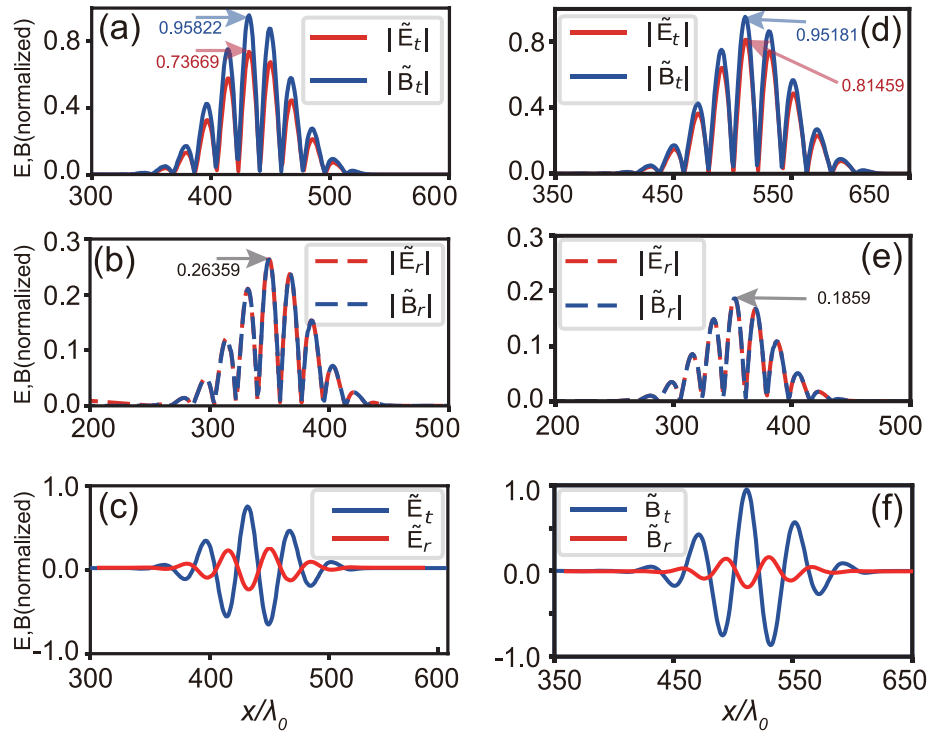 (a)
0.95822
0.73669
|Ẽt|
|B̃t|
E,B(normalized)
0.8
0.4
0.0
300 400 500 600
(d)
|Ẽt|
|B̃t|
0.95181
0.81459
0.8
0.4
0.0
350 450 550 650
(b)
0.26359
|Ẽr|
|B̃r|
E,B(normalized)
0.3
0.2
0.1
0.0
200 300 400 500
(e)
|Ẽr|
|B̃r|
0.1859
0.3
0.2
0.1
0.0
200 300 400 500
(c)
Ẽt
Ẽr
E,B(normalized)
1.0
0.0
-1.0
300 400 500 600
x/λ0
(f)
B̃t
B̃r
1.0
0.0
-1.0
350 450 550 650
x/λ0